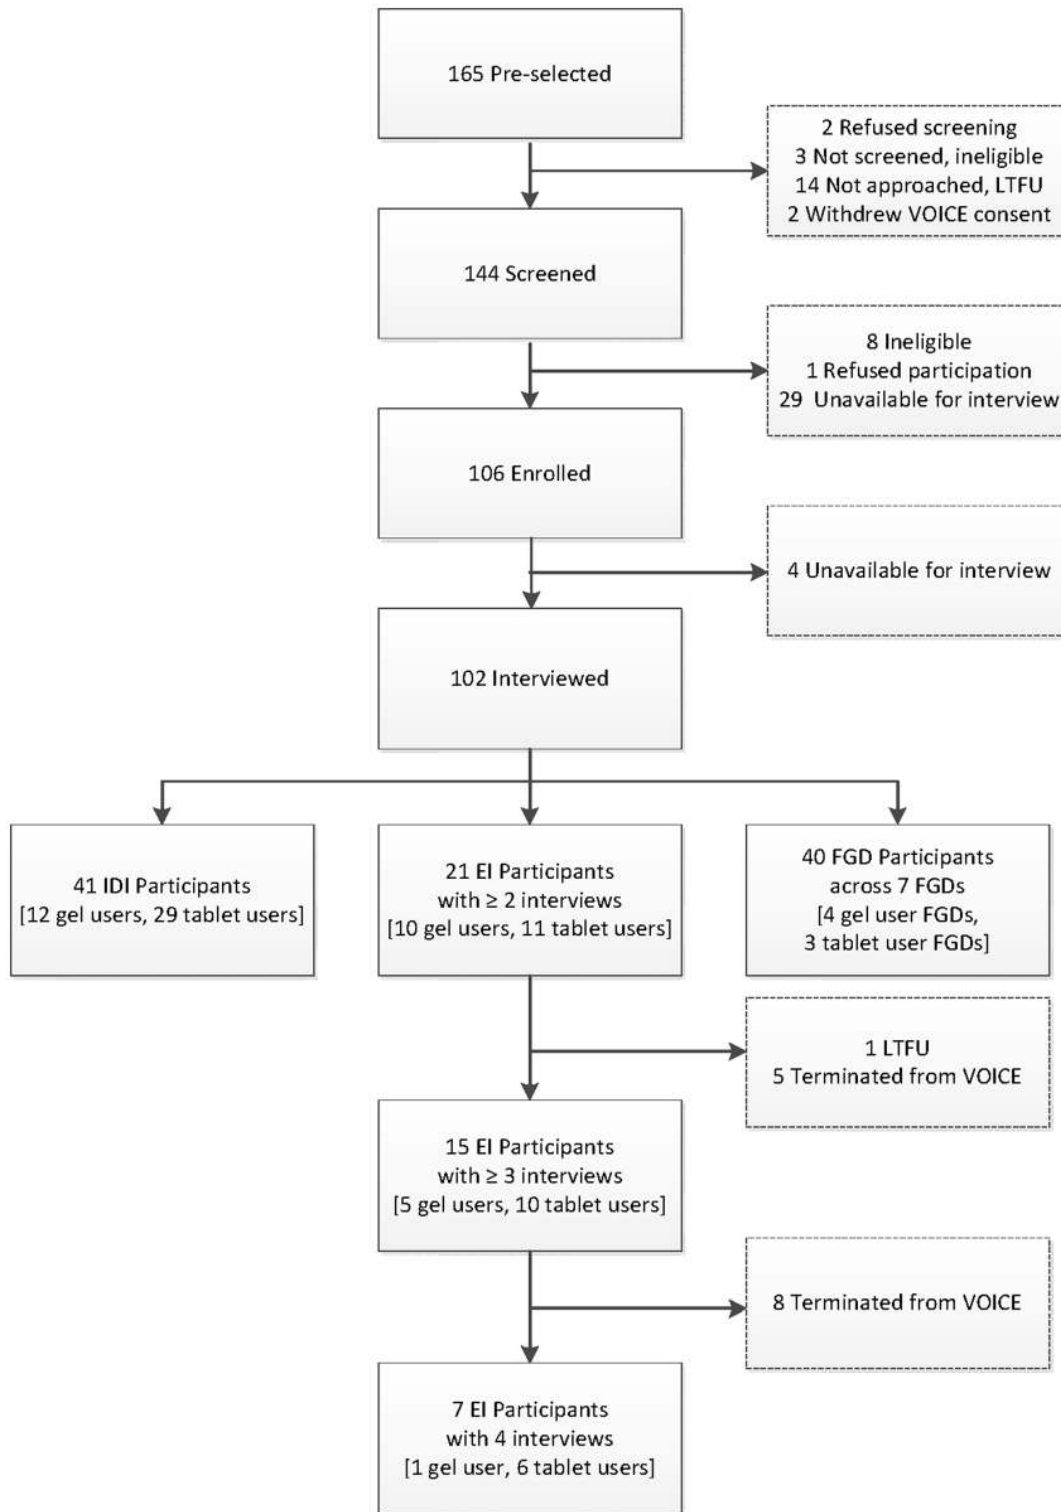 165 Pre-selected
2 Refused screening
3 Not screened, ineligible
14 Not approached, LTFU
2 Withdrew VOICE consent
144 Screened
8 Ineligible
1 Refused participation
29 Unavailable for interview
106 Enrolled
4 Unavailable for interview
102 Interviewed
41 IDI Participants
[12 gel users, 29 tablet users]
21 EI Participants
with ≥ 2 interviews
[10 gel users, 11 tablet users]
40 FGD Participants
across 7 FGDs
[4 gel user FGDs,
3 tablet user FGDs]
1 LTFU
5 Terminated from VOICE
15 EI Participants
with ≥ 3 interviews
[5 gel users, 10 tablet users]
8 Terminated from VOICE
7 EI Participants
with 4 interviews
[1 gel user, 6 tablet users]